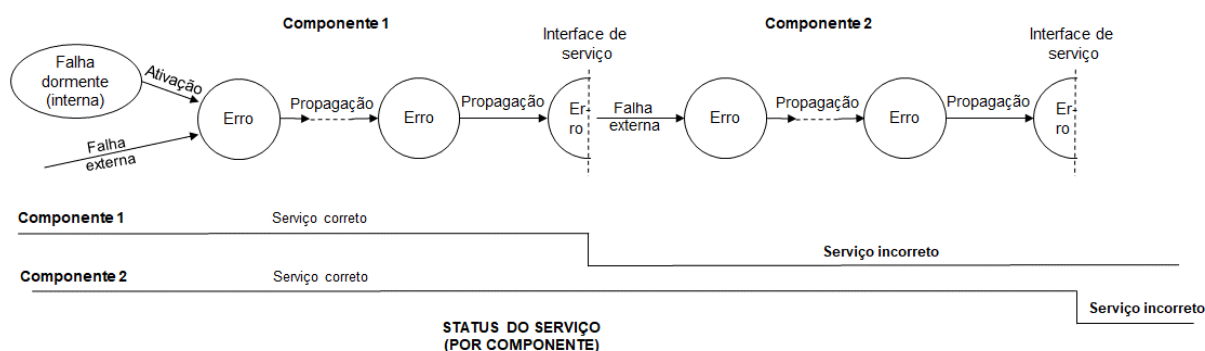 Componente 1
Componente 2
Interface de
serviço
Interface de
serviço
Falha
dormente
(interna)
Ativação
Falha
externa
Erro
Propagação
Erro
Propagação
Er-
ro
Falha
externa
Erro
Propagação
Erro
Propagação
Er-
ro
Componente 1
Serviço correto
Serviço incorreto
Componente 2
Serviço correto
Serviço incorreto
STATUS DO SERVIÇO
(POR COMPONENTE)